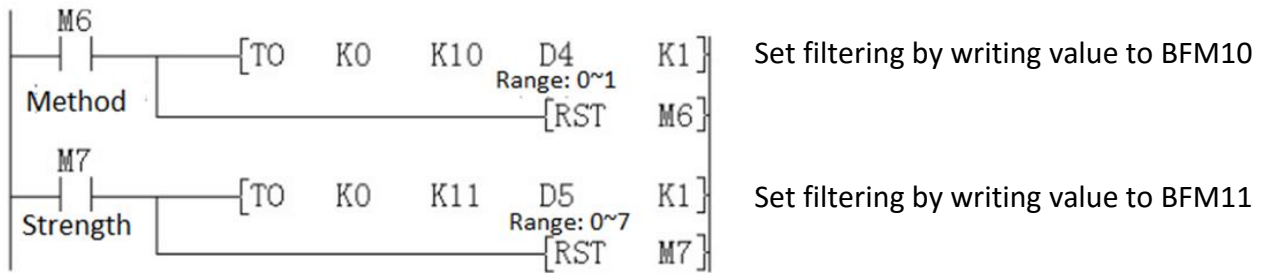 M6
[TO K0 K10 D4 K1] Set filtering by writing value to BFM10
Range: 0~1
Method
[RST M6]
M7
[TO K0 K11 D5 K1] Set filtering by writing value to BFM11
Strength
Range: 0~7
[RST M7]